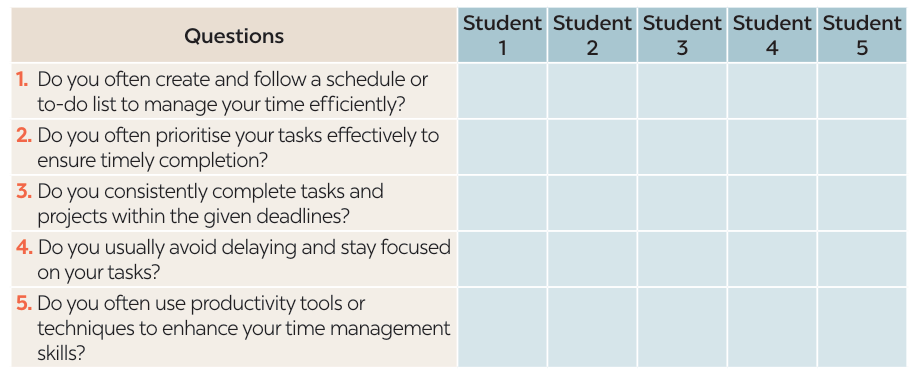 Questions
Student
1
Student
2
Student
3
Student
4
Student
5
1. Do you often create and follow a schedule or
to-do list to manage your time efficiently?
2. Do you often prioritise your tasks effectively to
ensure timely completion?
3. Do you consistently complete tasks and
projects within the given deadlines?
4. Do you usually avoid delaying and stay focused
on your tasks?
5. Do you often use productivity tools or
techniques to enhance your time management
skills?